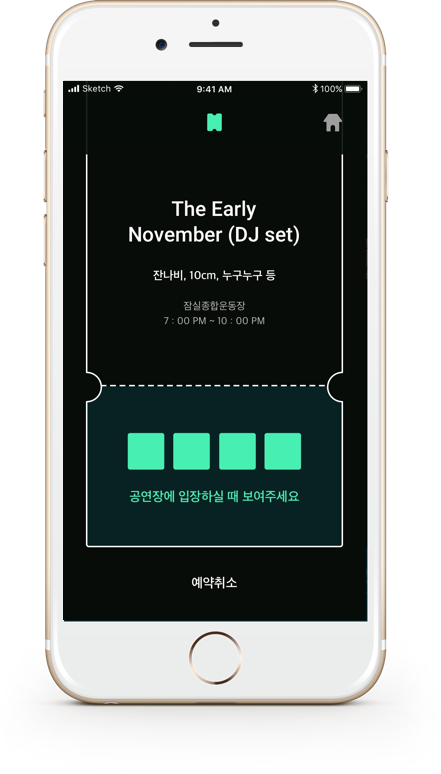 Sketch 9:41 AM 100%
The Early
November (DJ set)
잔나비, 10cm, 누구누구 등
잠실종합운동장
7 : 00 PM ~ 10 : 00 PM
공연장에 입장하실 때 보여주세요
예약취소